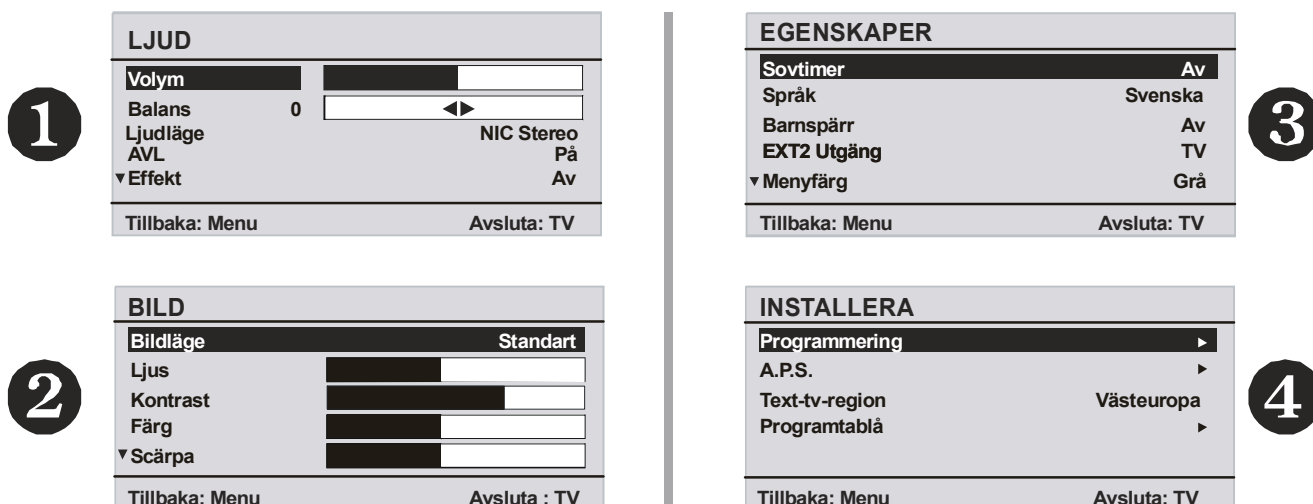 1
LJUD
Volym
Balans 0
Ljudläge NIC Stereo
AVL På
Effekt Av
Tillbaka: Menu Avsluta: TV
2
BILD
Bildläge Standart
Ljus
Kontrast
Färg
Scärpa
Tillbaka: Menu Avsluta : TV
3
EGENSKAPER
Sovtimer Av
Språk Svenska
Barnspärr Av
EXT2 Utgäng TV
Menyfärg Grå
Tillbaka: Menu Avsluta: TV
4
INSTALLERA
Programmering
A.P.S.
Text-tv-region Västeuropa
Programtablå
Tillbaka: Menu Avsluta: TV